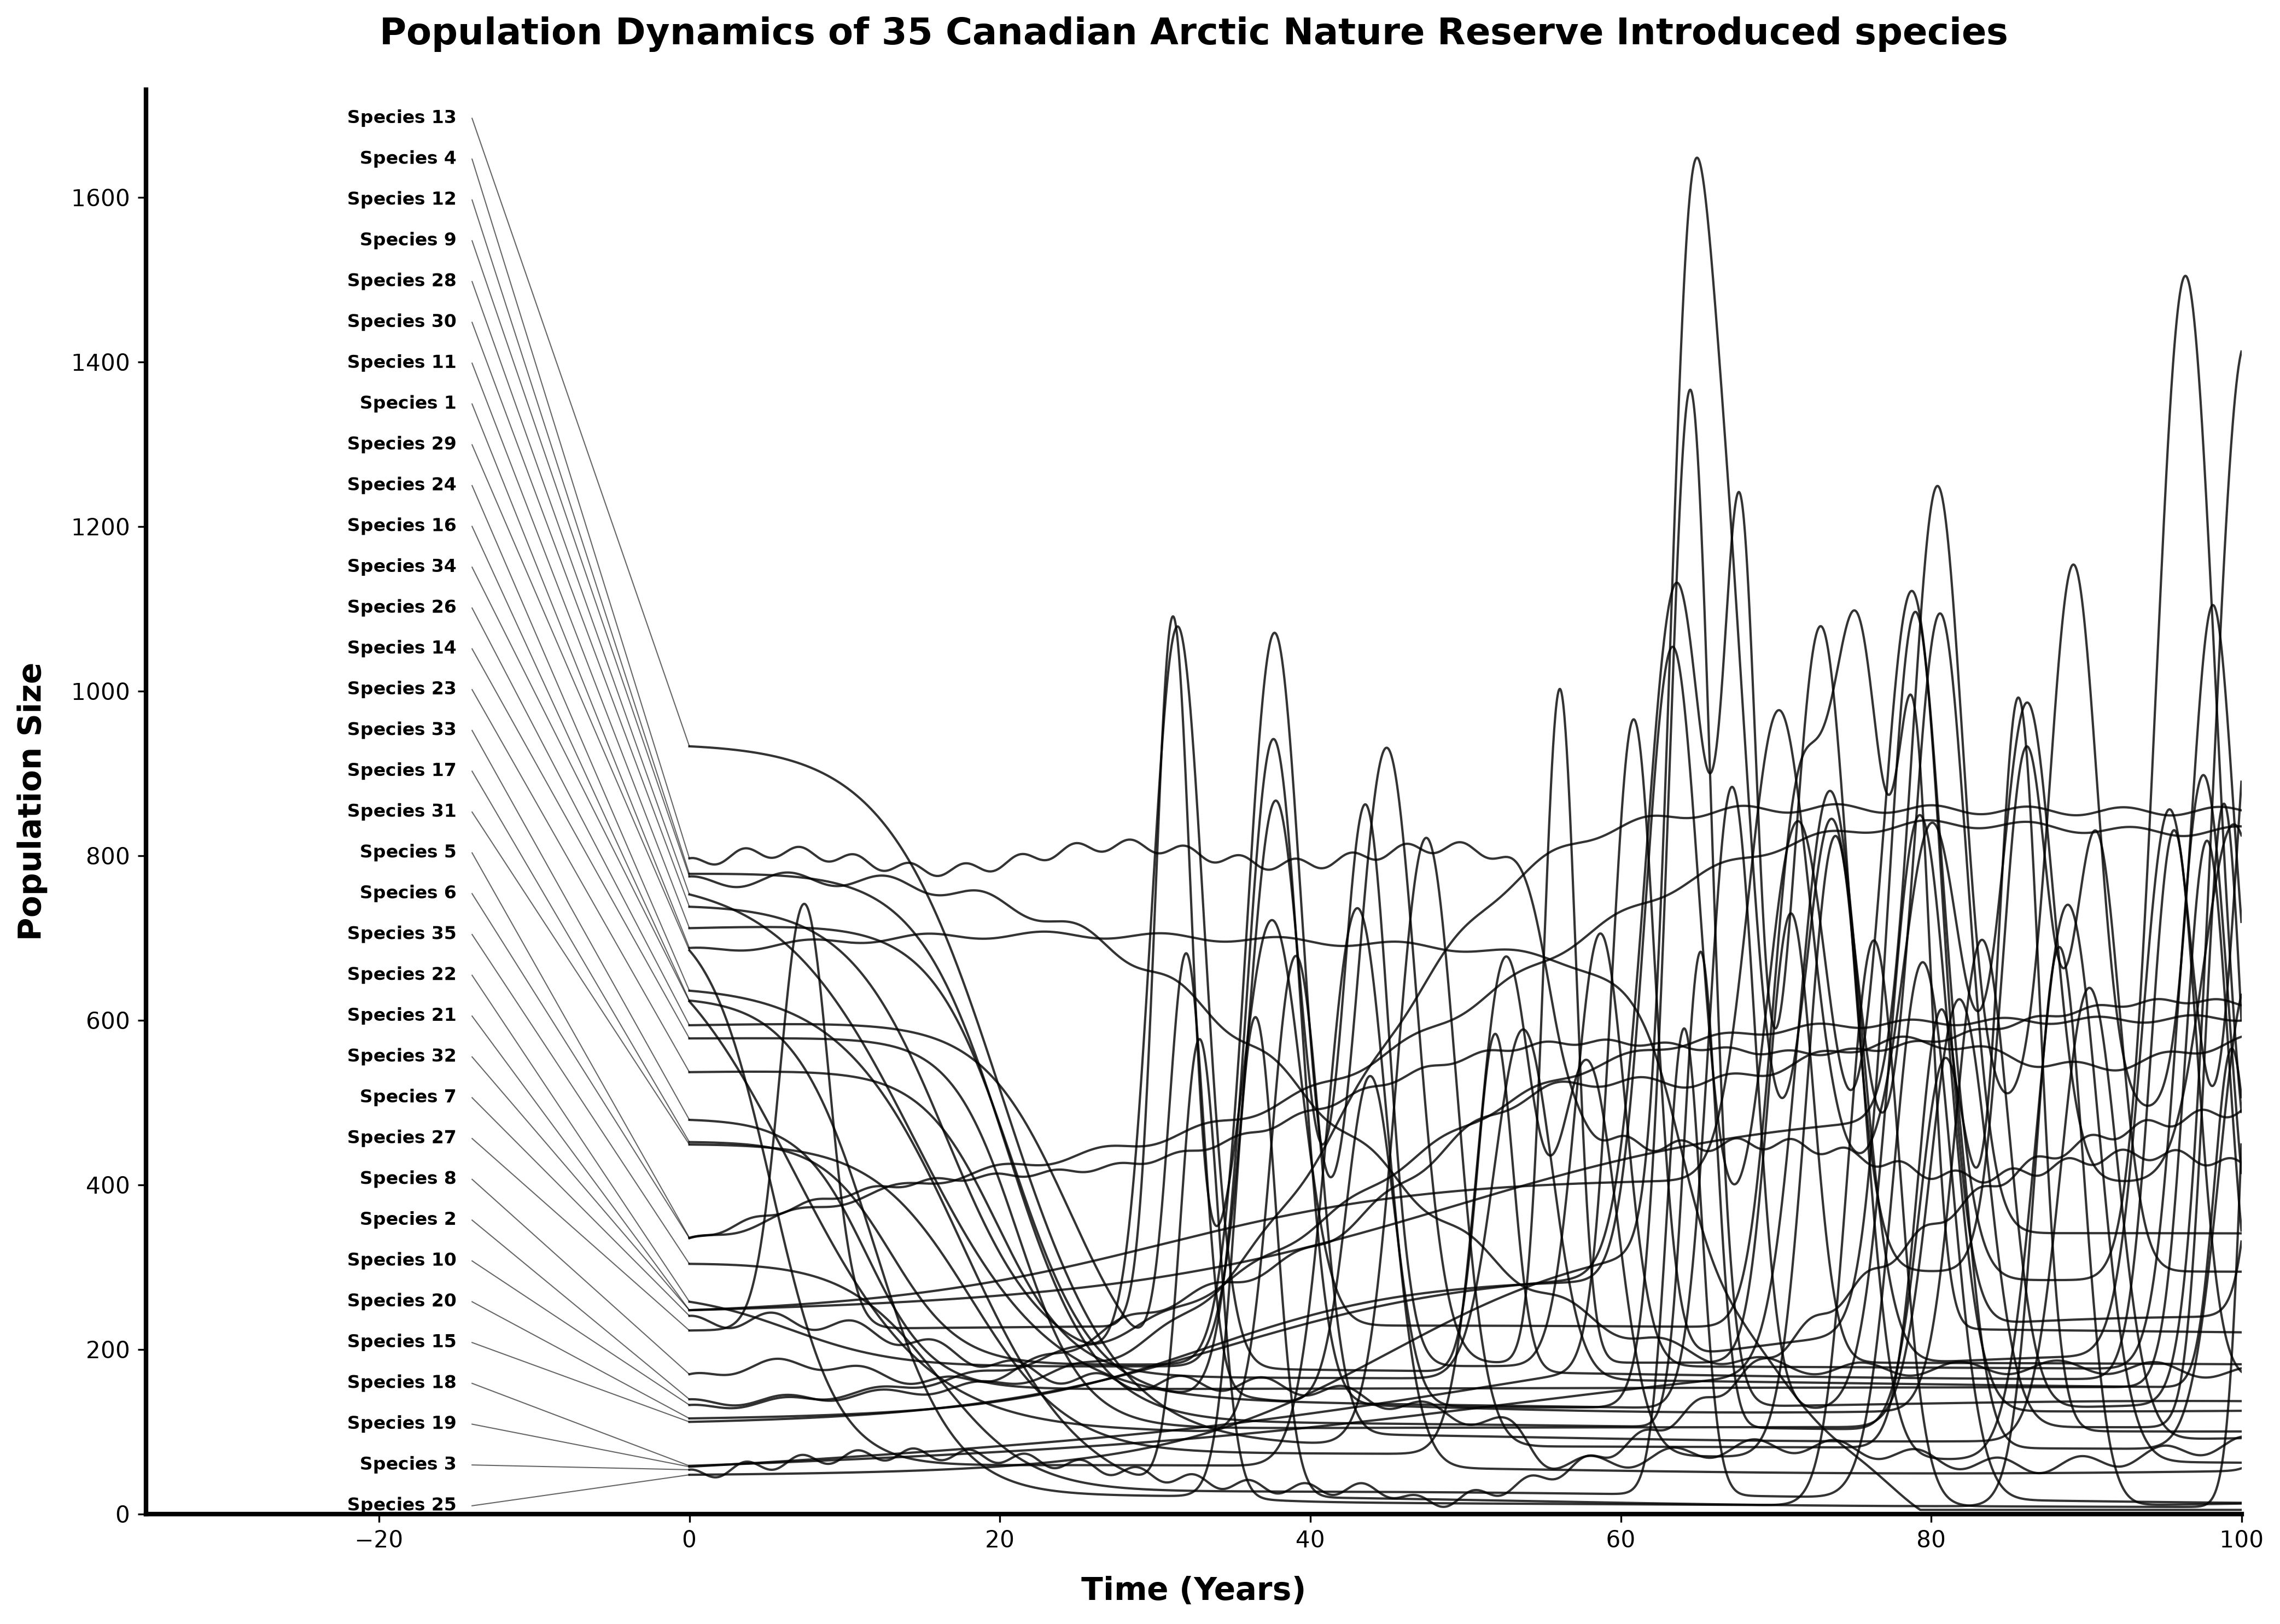 Population Dynamics of 35 Canadian Arctic Nature Reserve Introduced species
Species 13
Species 4
1600
Species 12
Species 9
Species 28
Species 30
1400
Species 11
Species 1
Species 29
Species 24
1200
Species 16
Species 34
Species 26
Species 14
1000
Species 23
Species 33
Species 17
Species 31
800
Species 5
Species 6
Species 35
Species 22
600
Species 21
Species 32
Species 7
Species 27
400
Species 8
Species 2
Species 10
Species 20
200
Species 15
Species 18
Species 19
Species 3
Species 25
0
Population Size
−20 0 20 40 60 80 100
Time (Years)